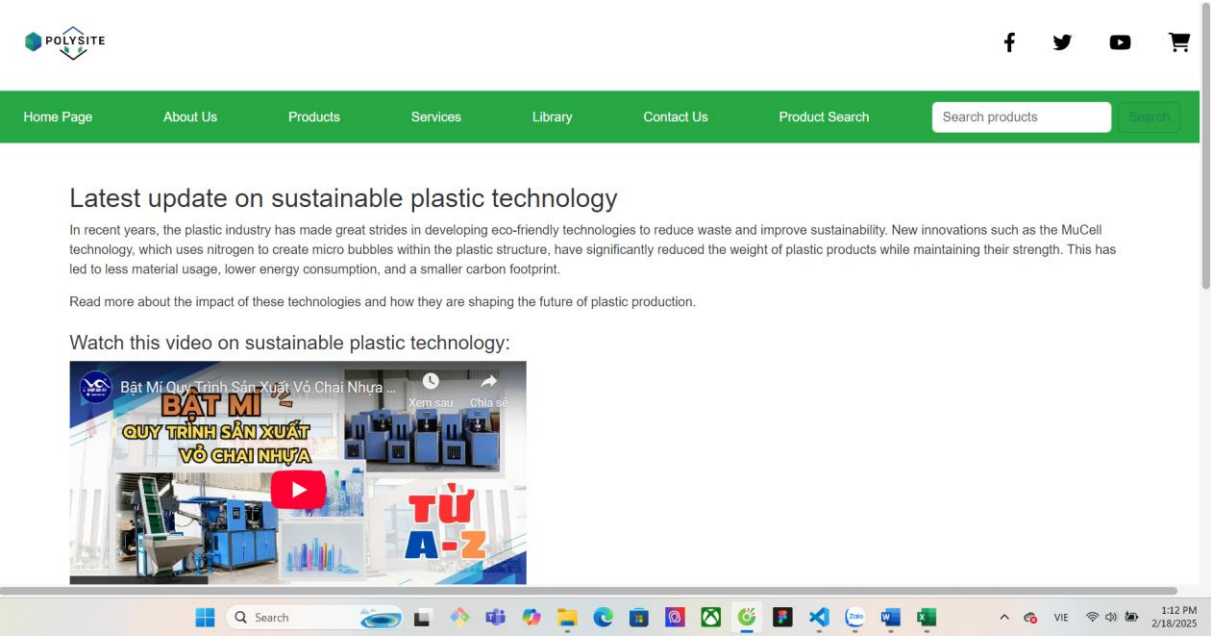 POLYSITE
Home Page About Us Products Services Library Contact Us Product Search Search products Search
Latest update on sustainable plastic technology
In recent years, the plastic industry has made great strides in developing eco-friendly technologies to reduce waste and improve sustainability. New innovations such as the MuCell
technology, which uses nitrogen to create micro bubbles within the plastic structure, have significantly reduced the weight of plastic products while maintaining their strength. This has
led to less material usage, lower energy consumption, and a smaller carbon footprint.
Read more about the impact of these technologies and how they are shaping the future of plastic production.
Watch this video on sustainable plastic technology:
Bật Mí Quy Trình Sản Xuất Vỏ Chai Nhựa ...
Xem sau Chia sẻ
BẬT MÍ
QUY TRÌNH SẢN XUẤT
VỎ CHAI NHỰA
TỪ
A-Z
Search
Zalo
VIE
1:12 PM
2/18/2025